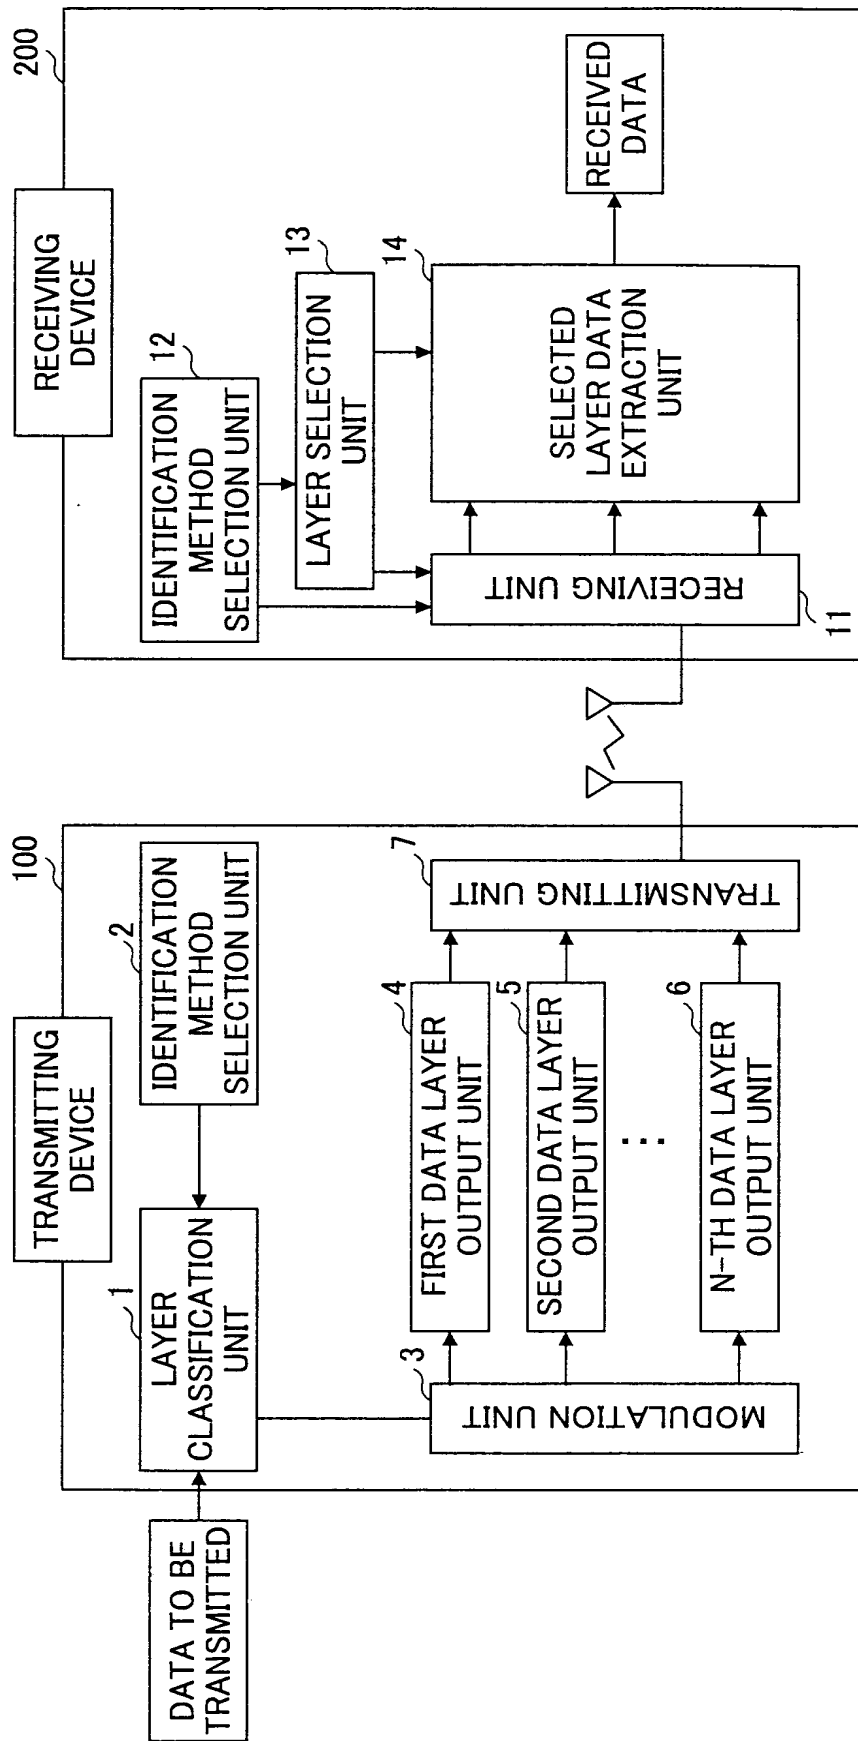 TRANSMITTING
DEVICE
100
DATA TO BE
TRANSMITTED
1
LAYER
CLASSIFICATION
UNIT
2
IDENTIFICATION
METHOD
SELECTION UNIT
3
MODULATION UNIT
4
FIRST DATA LAYER
OUTPUT UNIT
5
SECOND DATA LAYER
OUTPUT UNIT
...
6
N-TH DATA LAYER
OUTPUT UNIT
7
TRANSMITTING UNIT
RECEIVING
DEVICE
200
12
IDENTIFICATION
METHOD
SELECTION UNIT
13
LAYER SELECTION
UNIT
RECEIVING UNIT
11
14
SELECTED
LAYER DATA
EXTRACTION
UNIT
RECEIVED
DATA